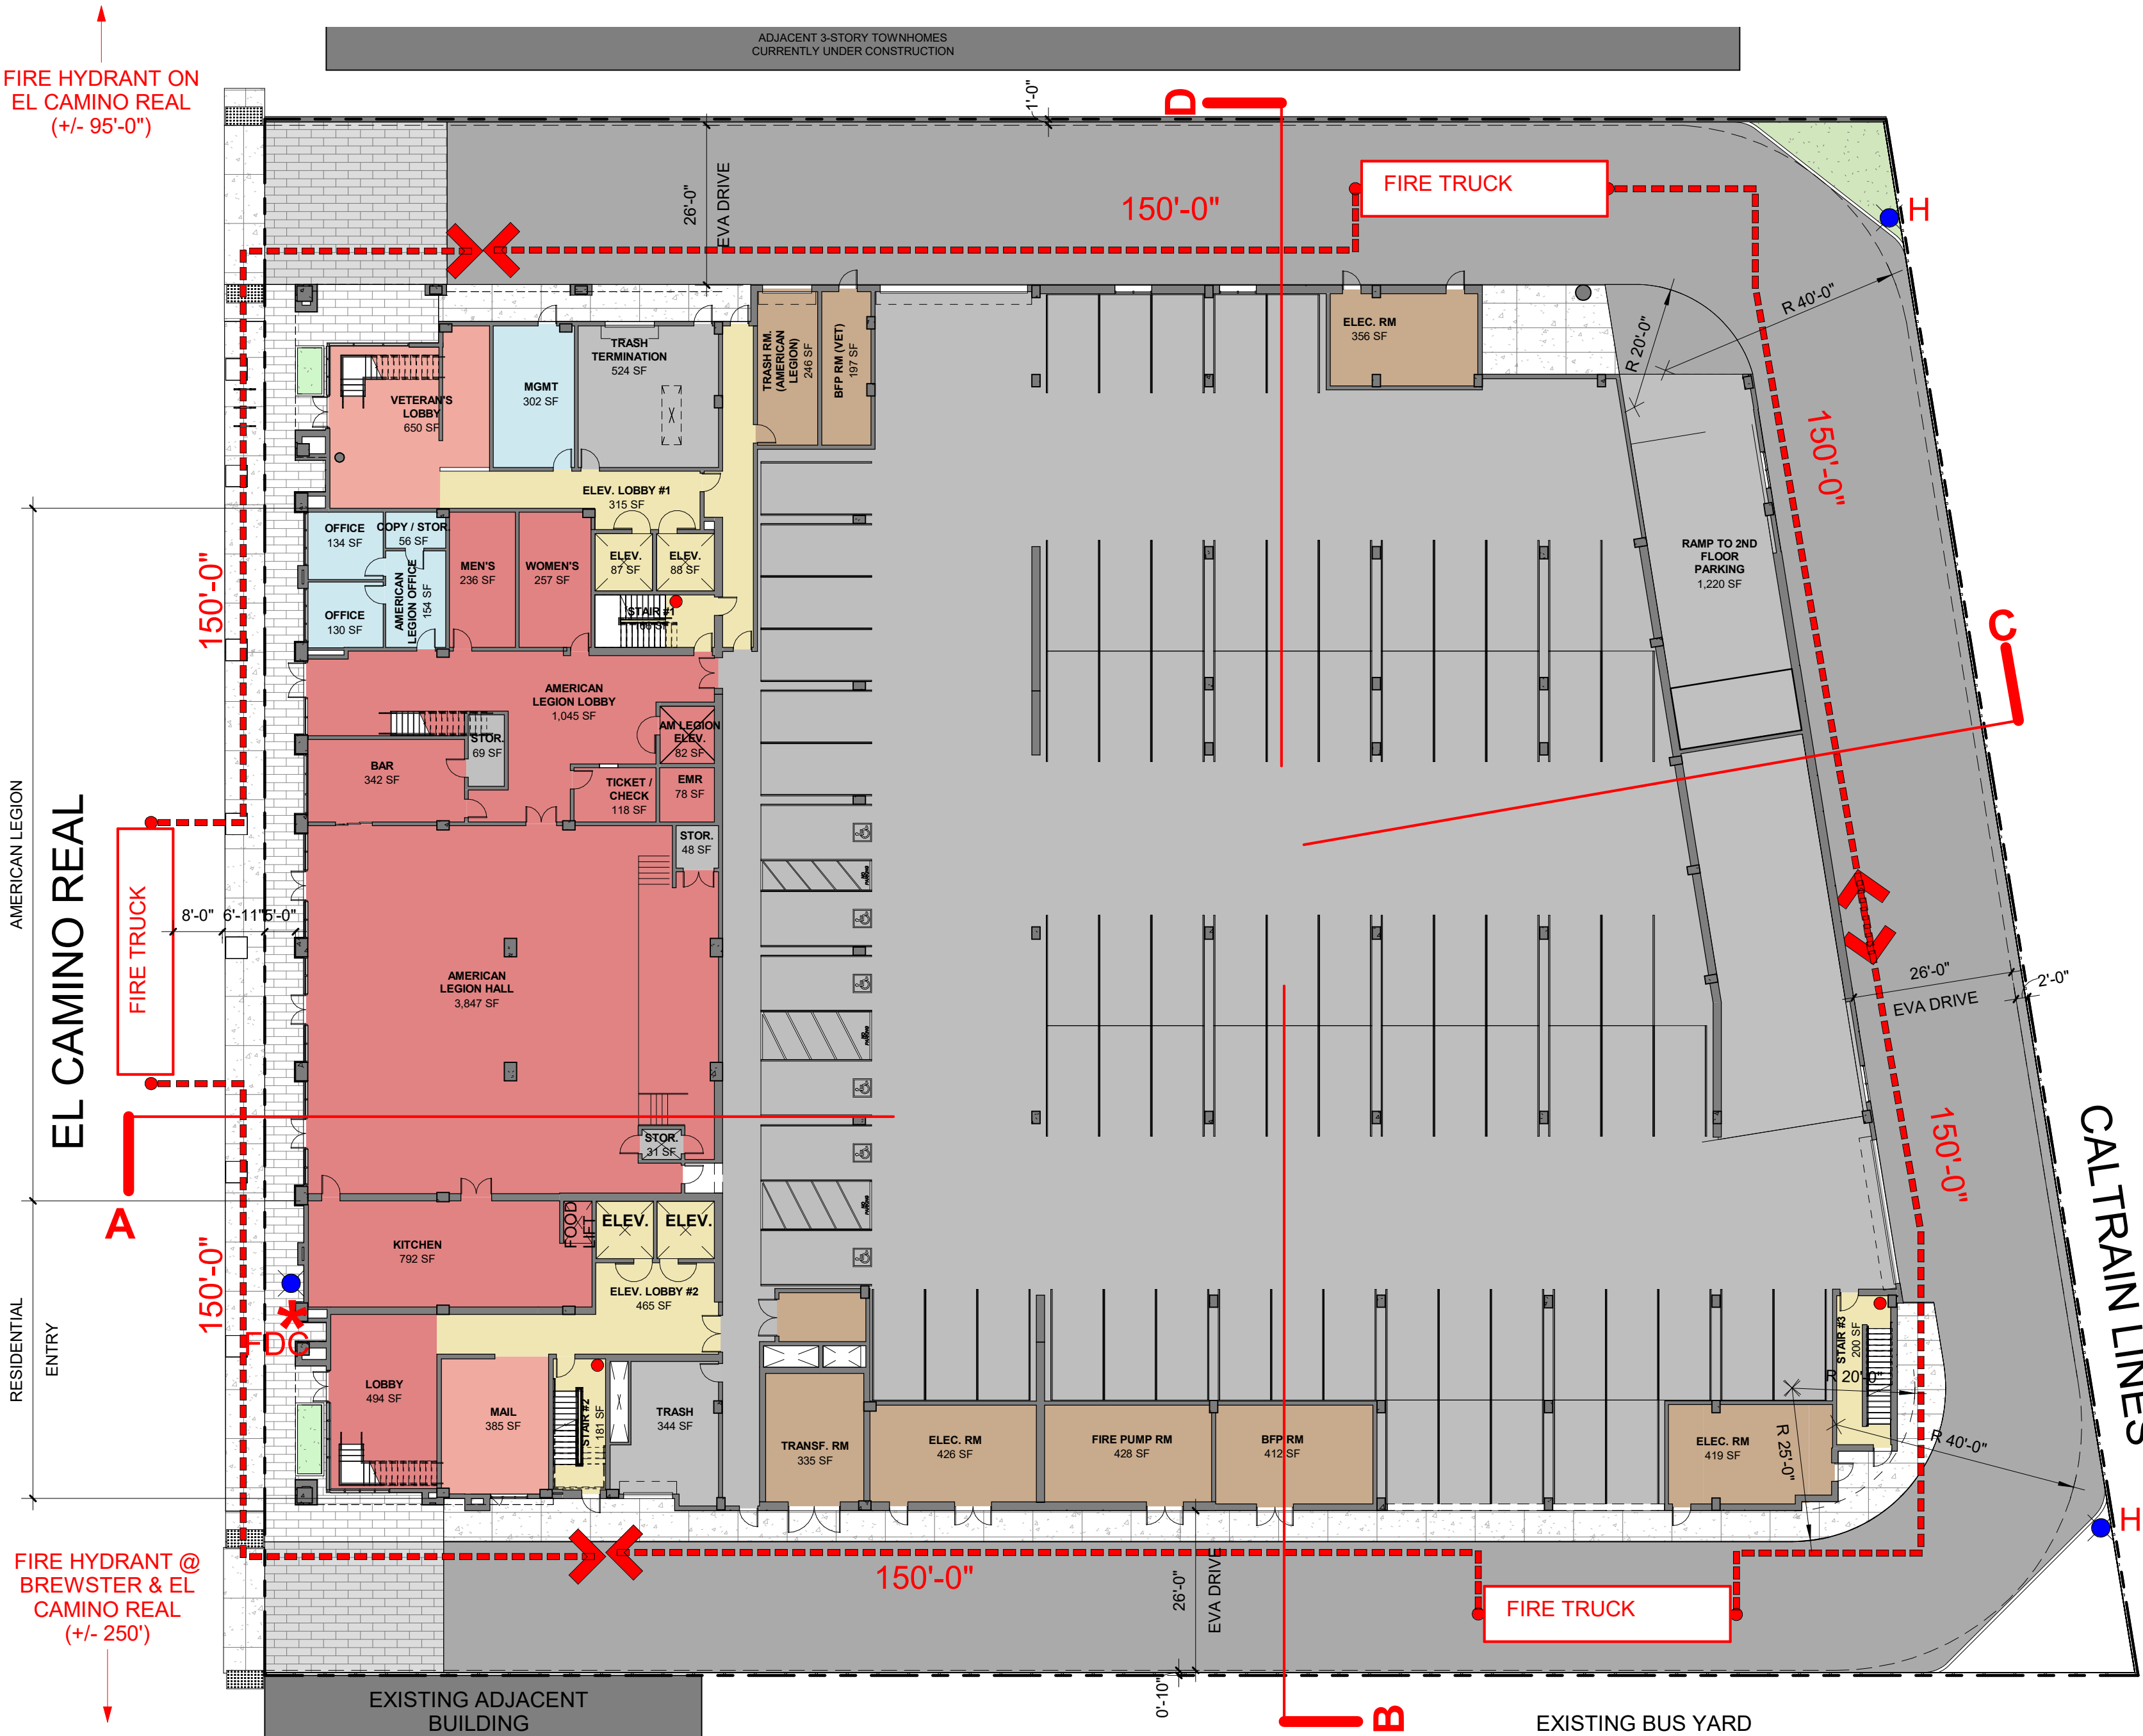 ADJACENT 3-STORY TOWNHOMES
CURRENTLY UNDER CONSTRUCTION
FIRE HYDRANT ON
EL CAMINO REAL
(+/- 95'-0")
1'-0"
D
26'-0"
EVA DRIVE
150'-0"
FIRE TRUCK
H
R 40'-0"
R 20'-0"
TRASH
TERMINATION
524 SF
MGMT
302 SF
VETERAN'S
LOBBY
650 SF
TRASH RM.
(AMERICAN
LEGION)
246 SF
BFP RM (VET)
197 SF
ELEC. RM
356 SF
150'-0"
ELEV. LOBBY #1
315 SF
OFFICE
134 SF
COPY / STOR.
56 SF
AMERICAN
LEGION OFFICE
154 SF
MEN'S
236 SF
WOMEN'S
257 SF
ELEV.
87 SF
ELEV.
88 SF
OFFICE
130 SF
STAIR #1
RAMP TO 2ND
FLOOR
PARKING
1,220 SF
150'-0"
C
AMERICAN
LEGION LOBBY
1,045 SF
STOR.
69 SF
AM LEGION
ELEV.
82 SF
BAR
342 SF
TICKET /
CHECK
118 SF
EMR
78 SF
STOR.
48 SF
AMERICAN LEGION
EL CAMINO REAL
FIRE TRUCK
8'-0"
6'-11"
5'-0"
AMERICAN
LEGION HALL
3,847 SF
NO
PARKING
NO
PARKING
NO
PARKING
26'-0"
EVA DRIVE
2'-0"
150'-0"
CALTRAIN LINES
A
STOR.
31 SF
KITCHEN
792 SF
FOOD
LIFT
ELEV.
ELEV.
ELEV. LOBBY #2
465 SF
150'-0"
FDC
RESIDENTIAL
ENTRY
LOBBY
494 SF
MAIL
385 SF
STAIR #2
181 SF
TRASH
344 SF
TRANSF. RM
335 SF
ELEC. RM
426 SF
FIRE PUMP RM
428 SF
BFP RM
412 SF
ELEC. RM
419 SF
STAIR #3
200 SF
R 20'-0"
R 25'-0"
R 40'-0"
H
FIRE HYDRANT @
BREWSTER & EL
CAMINO REAL
(+/- 250')
150'-0"
26'-0"
EVA DRIVE
FIRE TRUCK
0'-10"
B
EXISTING ADJACENT
BUILDING
EXISTING BUS YARD